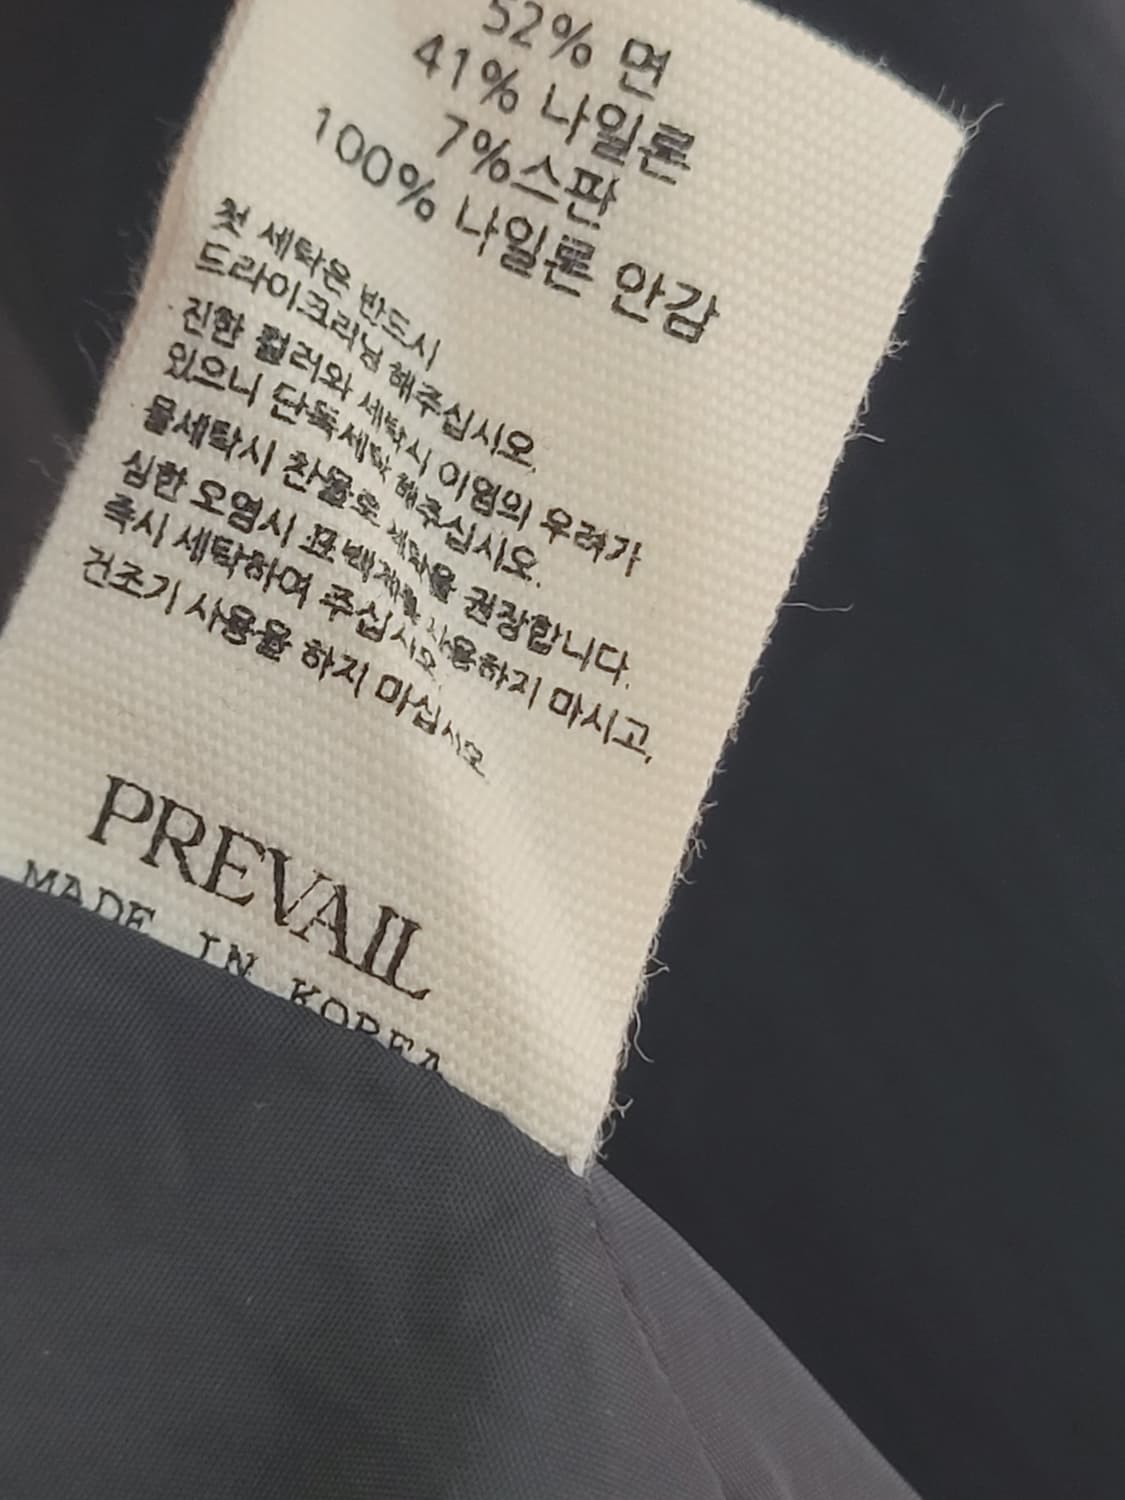 52% 면
41% 나일론
7%스판
100% 나일론 안감
첫 세탁은 반드시
드라이크리닝 해주십시오.
진한 컬러와 세탁시 이염의 우려가
있으니 단독세탁 해주십시오.
물세탁시 찬물로 세탁을 권장합니다.
심한 오염시 표백제를 사용하지 마시고,
즉시 세탁하여 주십시오
건조기 사용을 하지 마십시오
PREVAIL
MADE IN KOREA